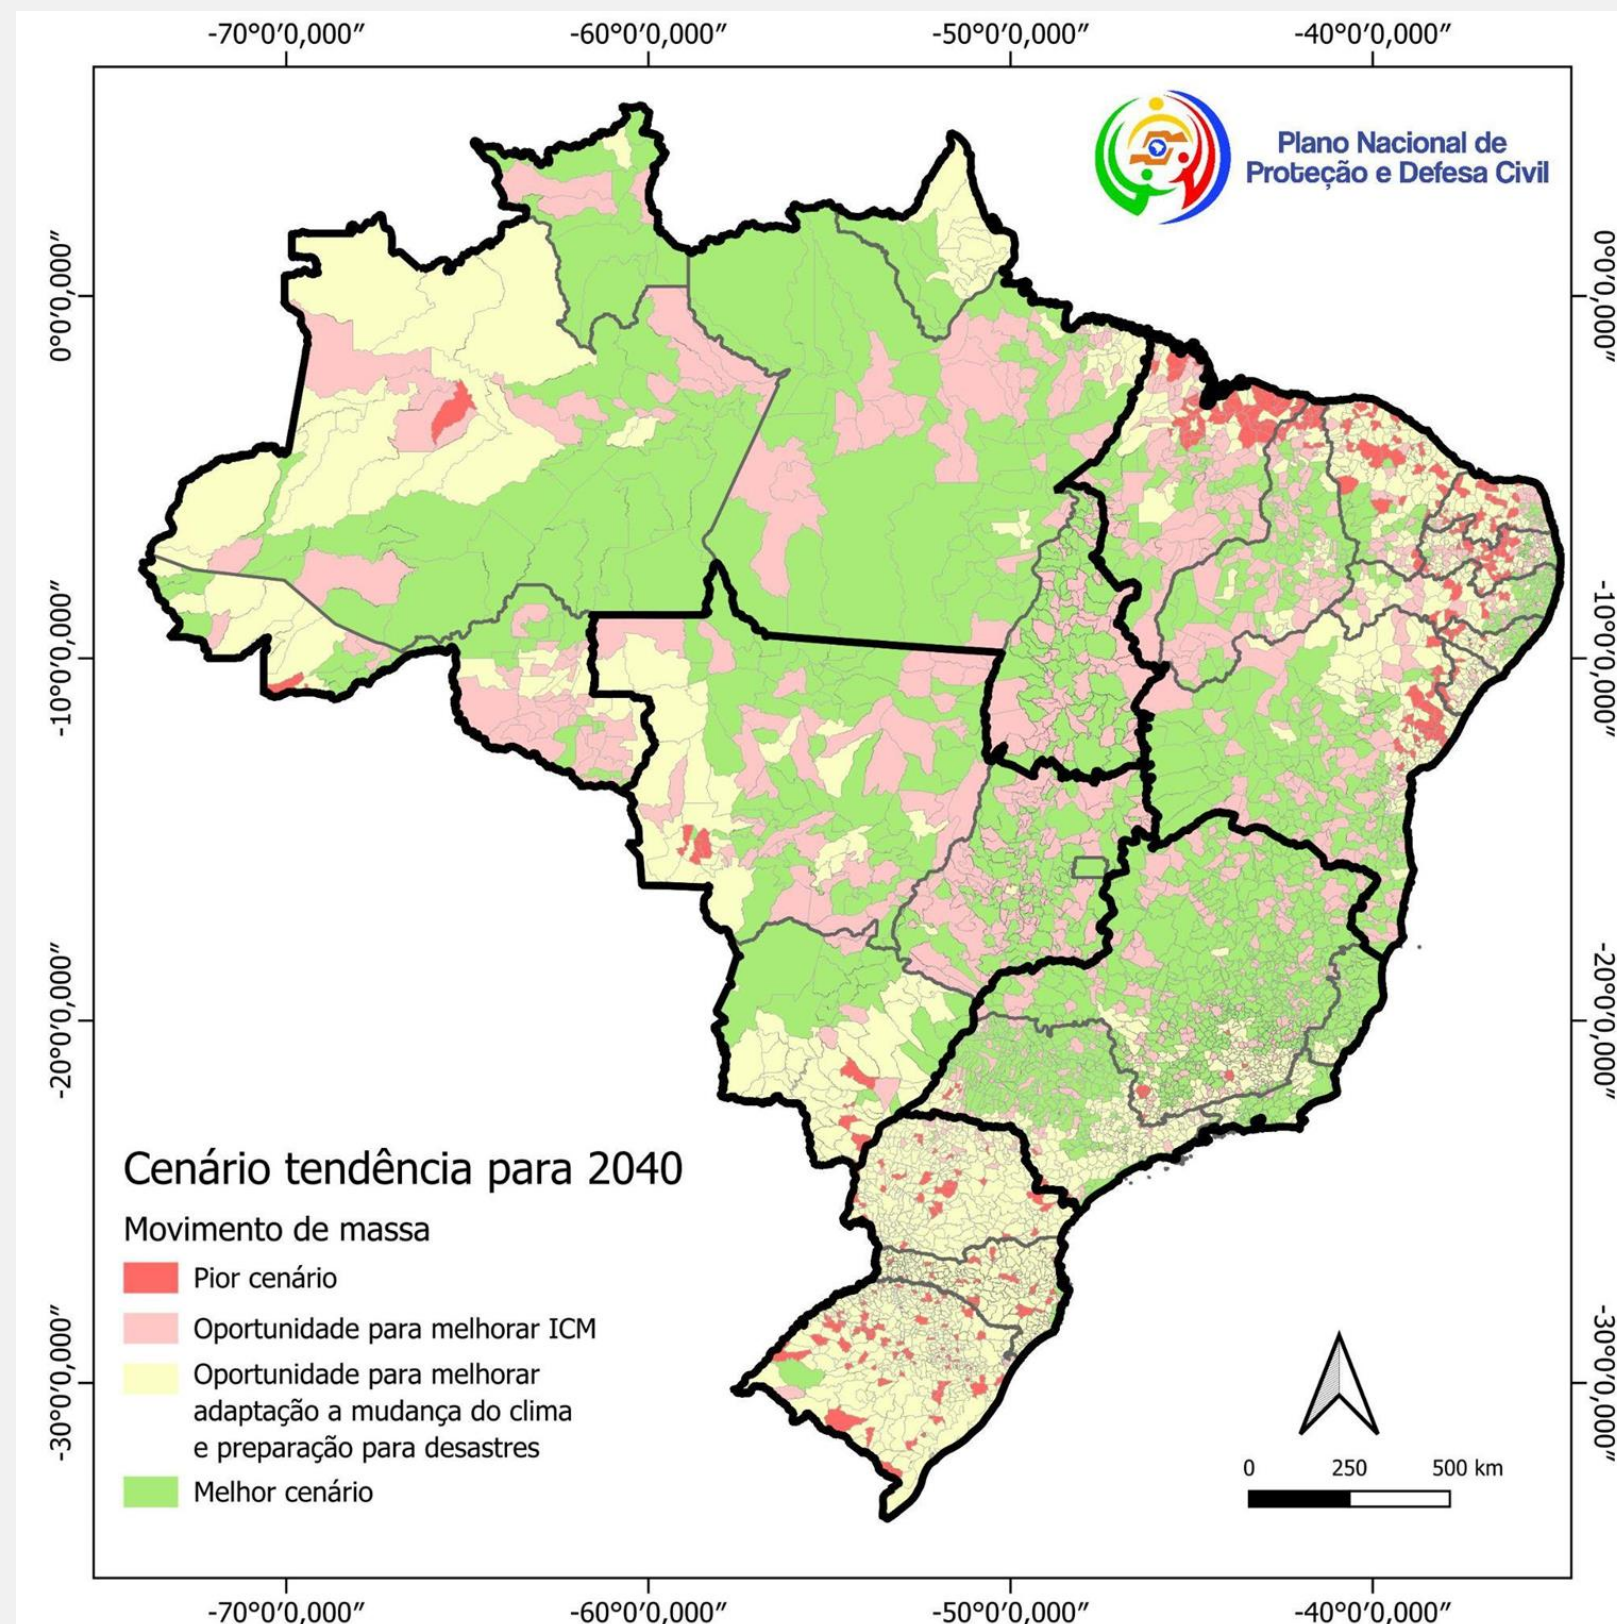 -70°0′0,000″ -60°0′0,000″ -50°0′0,000″ -40°0′0,000″
Plano Nacional de
Proteção e Defesa Civil
0°0′0,000″ 0°0′0,000″
-10°0′0,000″ -10°0′0,000″
-20°0′0,000″ -20°0′0,000″
-30°0′0,000″ -30°0′0,000″
Cenário tendência para 2040
Movimento de massa
Pior cenário
Oportunidade para melhorar ICM
Oportunidade para melhorar
adaptação a mudança do clima
e preparação para desastres
Melhor cenário
0 250 500 km
-70°0′0,000″ -60°0′0,000″ -50°0′0,000″ -40°0′0,000″